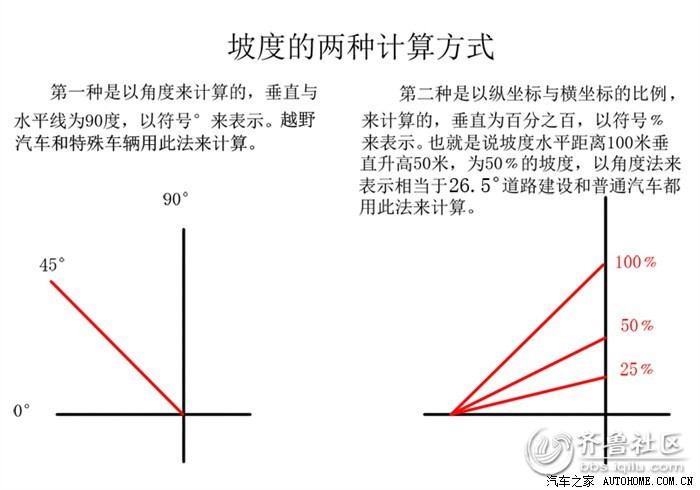 坡度的两种计算方式
第一种是以角度来计算的，垂直与
水平线为90度，以符号°来表示。越野
汽车和特殊车辆用此法来计算。
第二种是以纵坐标与横坐标的比例，
来计算的，垂直为百分之百，以符号%
来表示。也就是说坡度水平距离100米垂
直升高50米，为50%的坡度，以角度法来
表示相当于26.5°道路建设和普通汽车都
用此法来计算。
90°
45°
0°
100%
50%
25%
齐鲁社区
bbs.iqilu.com
汽车之家 AUTOHOME.COM.CN